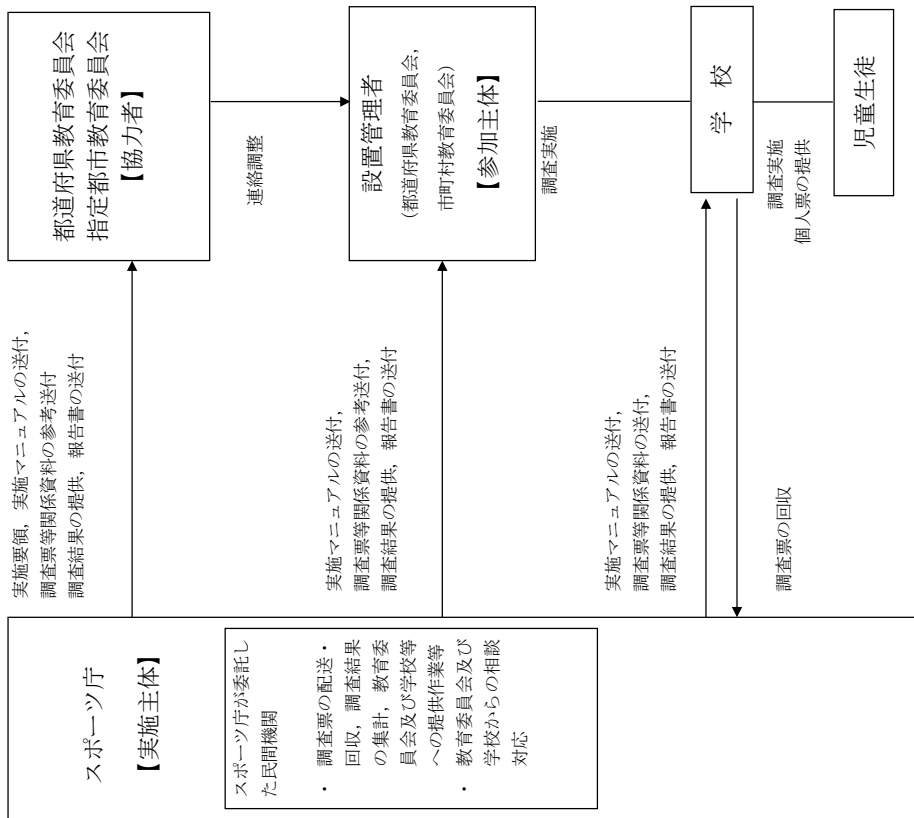 スポーツ庁
【実施主体】
スポーツ庁が委託し
た民間機関
・ 調査票の配送・
回収，調査結果
の集計，教育委
員会及び学校等
への提供作業等
・ 教育委員会及び
学校からの相談
対応
実施要領，実施マニュアルの送付，
調査票等関係資料の参考送付
調査結果の提供，報告書の送付
都道府県教育委員会
指定都市教育委員会
【協力者】
連絡調整
実施マニュアルの送付，
調査票等関係資料の参考送付，
調査結果の提供，報告書の送付
設置管理者
（都道府県教育委員会，
市町村教育委員会）
【参加主体】
調査実施
実施マニュアルの送付，
調査票等関係資料の送付，
調査結果の提供，報告書の送付
調査票の回収
学 校
調査実施
個人票の提供
児童生徒